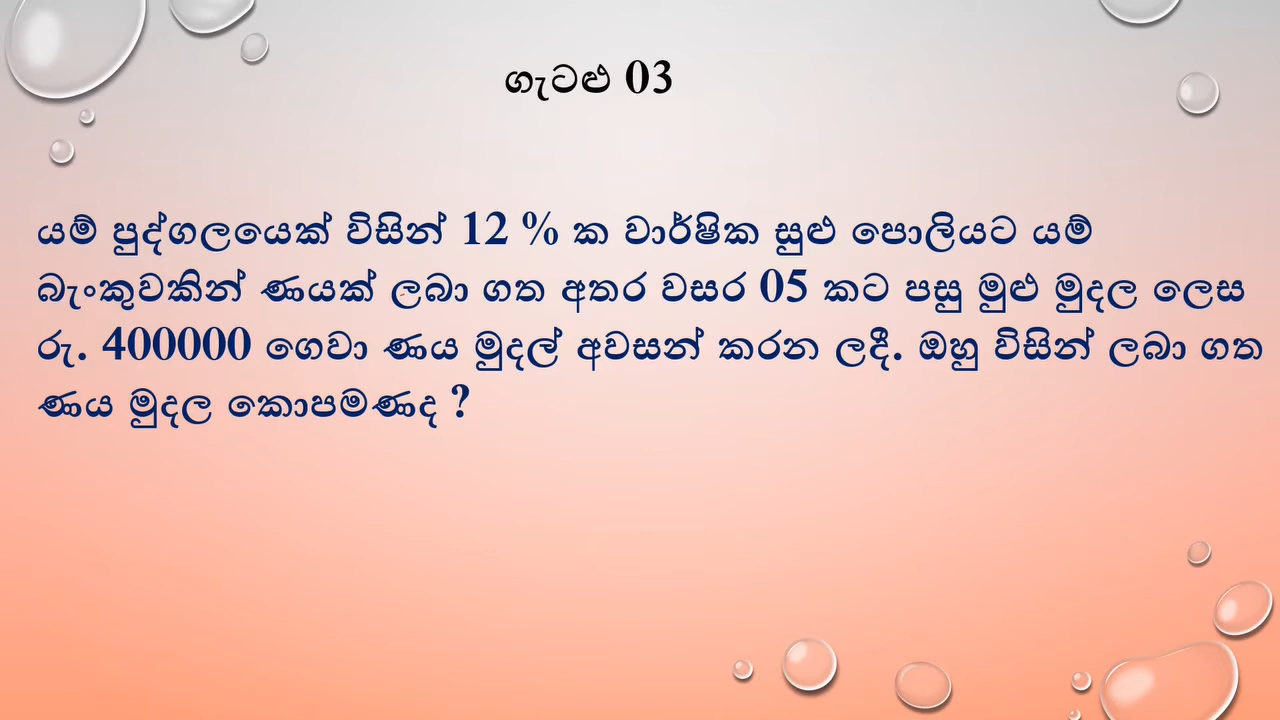 ගැටළු 03
යම් පුද්ගලයෙක් විසින් 12 % ක වාර්ෂික සුළු පොලියට යම්
බැංකුවකින් ණයක් ලබා ගත අතර වසර 05 කට පසු මුළු මුදල ලෙස
රු. 400000 ගෙවා ණය මුදල් අවසන් කරන ලදී. ඔහු විසින් ලබා ගත
ණය මුදල කොපමණද ?